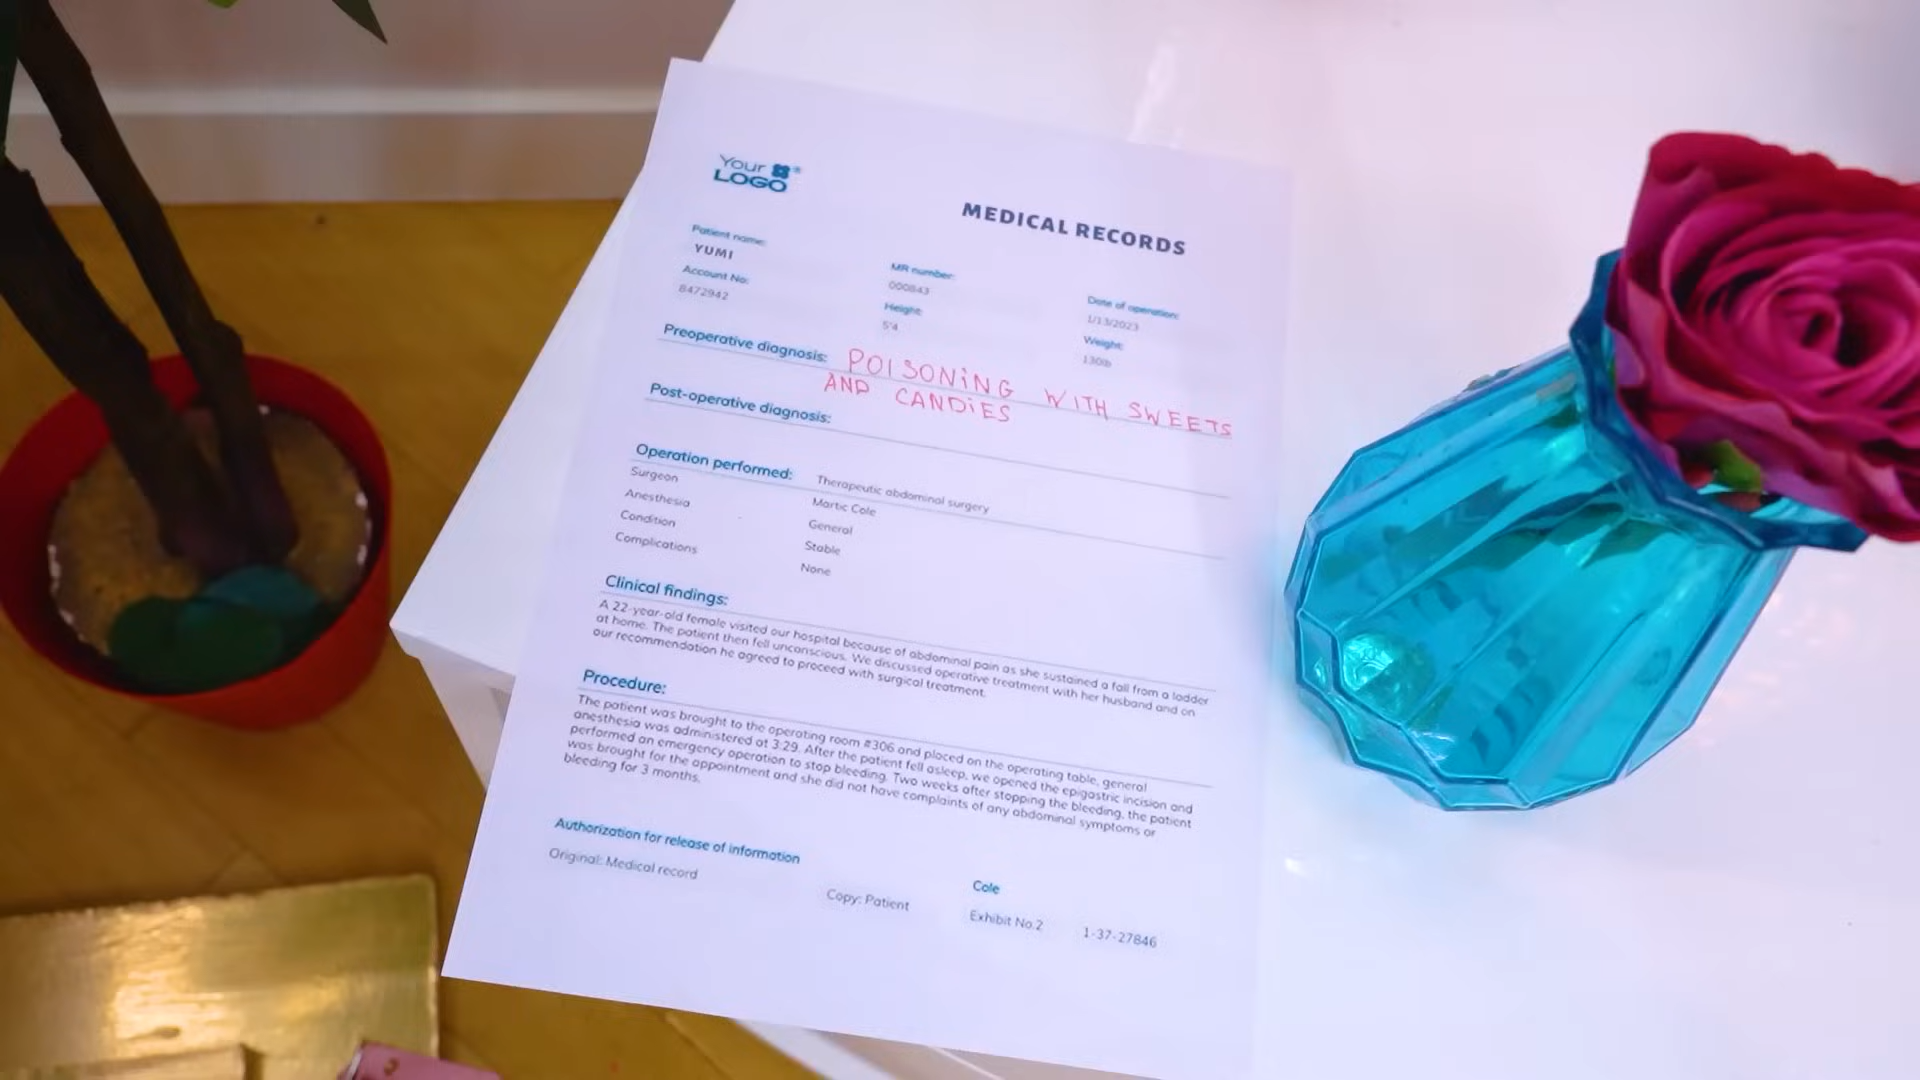 Your
LOGO
MEDICAL RECORDS
Patient name:
YUMI
Account No:
8472942
MR number:
000843
Height:
5'4
Date of operation:
1/13/2023
Weight:
130lb
Preoperative diagnosis: POISONING WITH SWEETS
AND CANDIES
Post-operative diagnosis:
Operation performed: Therapeutic abdominal surgery
Surgeon Martic Cole
Anesthesia General
Condition Stable
Complications None
Clinical findings:
A 22-year-old female visited our hospital because of abdominal pain as she sustained a fall from a ladder
at home. The patient then fell unconscious. We discussed operative treatment with her husband and on
our recommendation he agreed to proceed with surgical treatment.
Procedure:
The patient was brought to the operating room #306 and placed on the operating table, general
anesthesia was administered at 3:29. After the patient fell asleep, we opened the epigastric incision and
performed an emergency operation to stop bleeding. Two weeks after stopping the bleeding, the patient
was brought for the appointment and she did not have complaints of any abdominal symptoms or
bleeding for 3 months.
Authorization for release of information
Original: Medical record
Copy: Patient
Cole
Exhibit No.2
1-37-27846